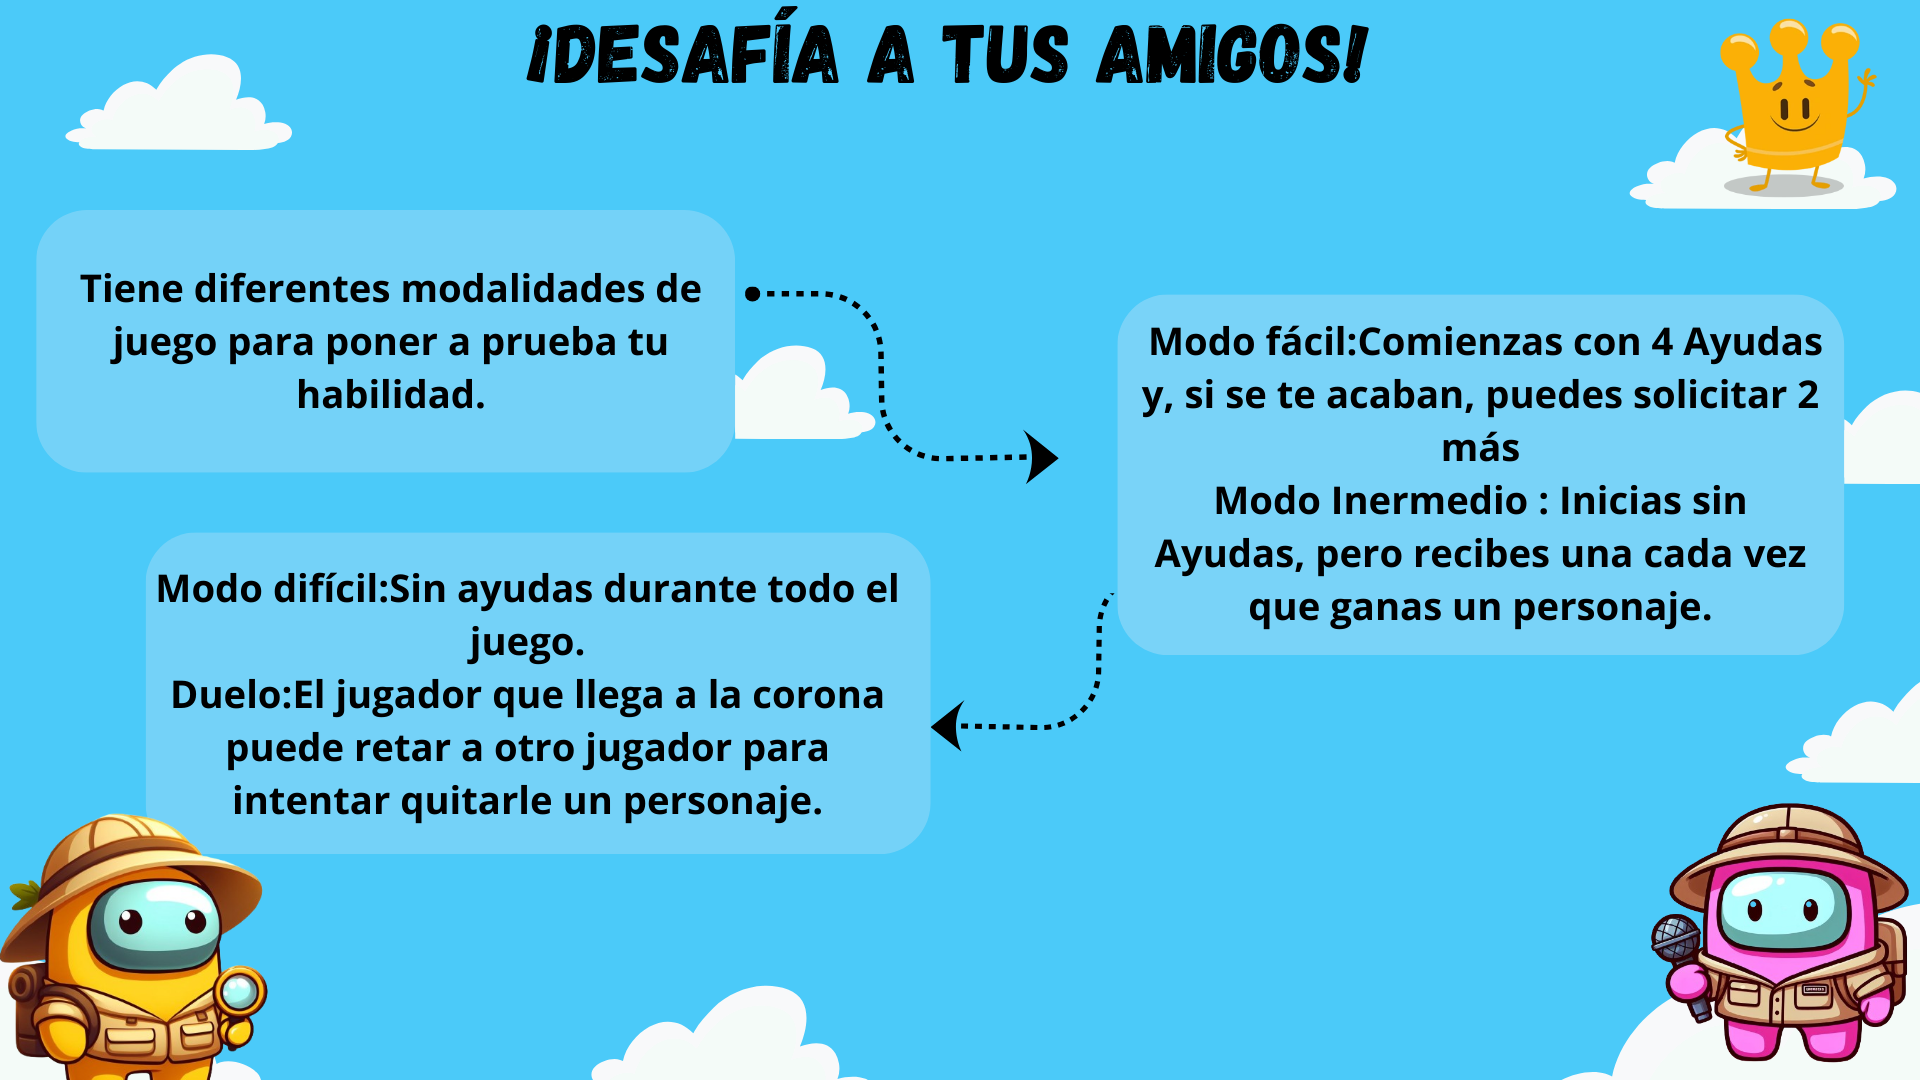 ¡DESAFÍA A TUS AMIGOS!
Tiene diferentes modalidades de
juego para poner a prueba tu
habilidad.
Modo fácil:Comienzas con 4 Ayudas
y, si se te acaban, puedes solicitar 2
más
Modo Inermedio : Inicias sin
Ayudas, pero recibes una cada vez
que ganas un personaje.
Modo difícil:Sin ayudas durante todo el
juego.
Duelo:El jugador que llega a la corona
puede retar a otro jugador para
intentar quitarle un personaje.